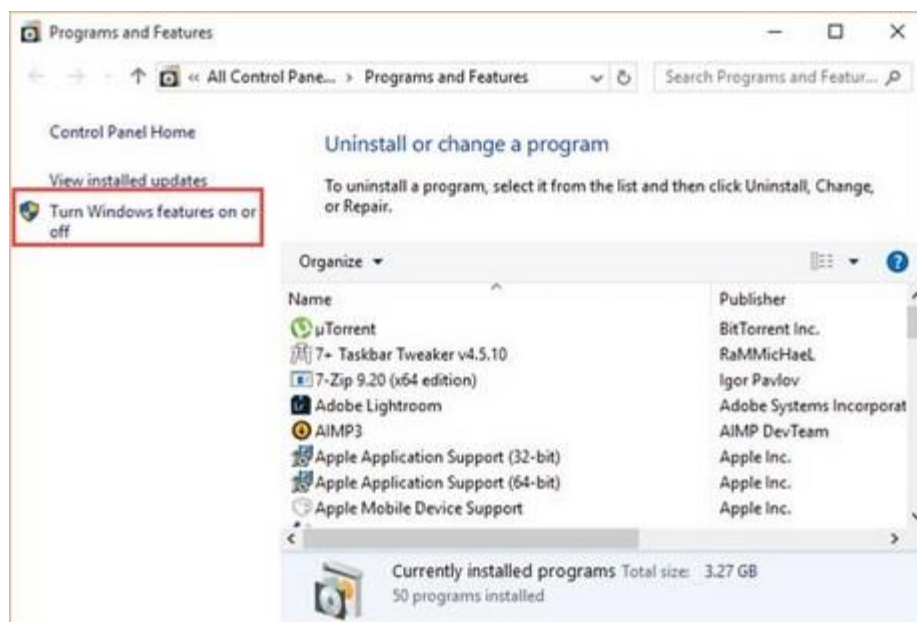 Programs and Features
« All Control Pane... › Programs and Features
Search Programs and Featur...
Control Panel Home
View installed updates
Turn Windows features on or
off
Uninstall or change a program
To uninstall a program, select it from the list and then click Uninstall, Change,
or Repair.
Organize
Name Publisher
µTorrent BitTorrent Inc.
7+ Taskbar Tweaker v4.5.10 RaMMicHaeL
7-Zip 9.20 (x64 edition) Igor Pavlov
Adobe Lightroom Adobe Systems Incorporat
AIMP3 AIMP DevTeam
Apple Application Support (32-bit) Apple Inc.
Apple Application Support (64-bit) Apple Inc.
Apple Mobile Device Support Apple Inc.
Currently installed programs Total size: 3.27 GB
50 programs installed